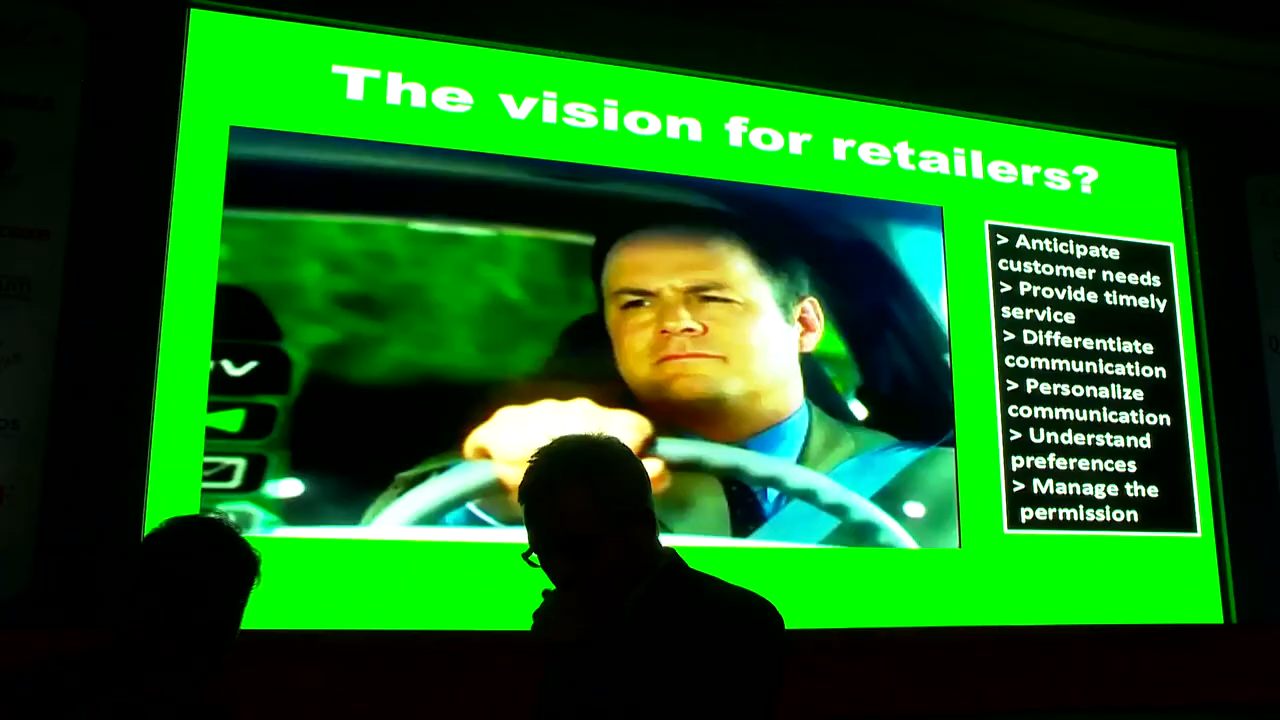 The vision for retailers?
> Anticipate
customer needs
> Provide timely
service
> Differentiate
communication
> Personalize
communication
> Understand
preferences
> Manage the
permission